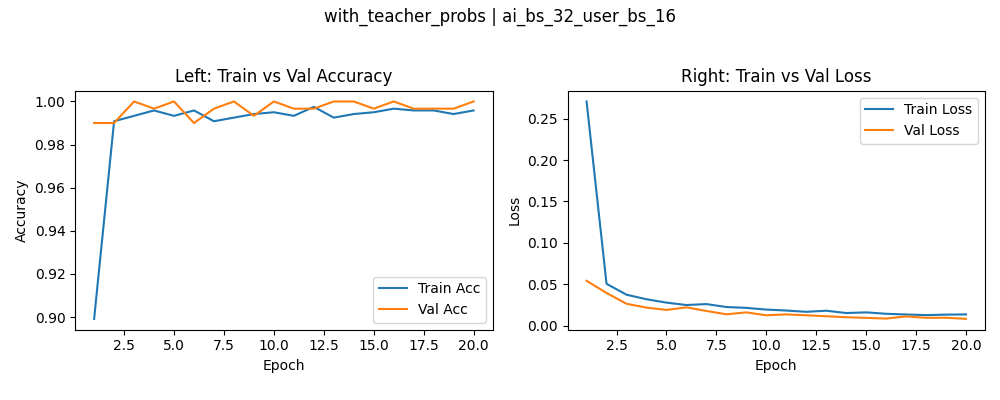 with_teacher_probs | ai_bs_32_user_bs_16
Left: Train vs Val Accuracy
1.00
0.98
0.96
0.94
0.92
0.90
Accuracy
Train Acc
Val Acc
2.5 5.0 7.5 10.0 12.5 15.0 17.5 20.0
Epoch
Right: Train vs Val Loss
0.25
0.20
0.15
0.10
0.05
0.00
Loss
Train Loss
Val Loss
2.5 5.0 7.5 10.0 12.5 15.0 17.5 20.0
Epoch